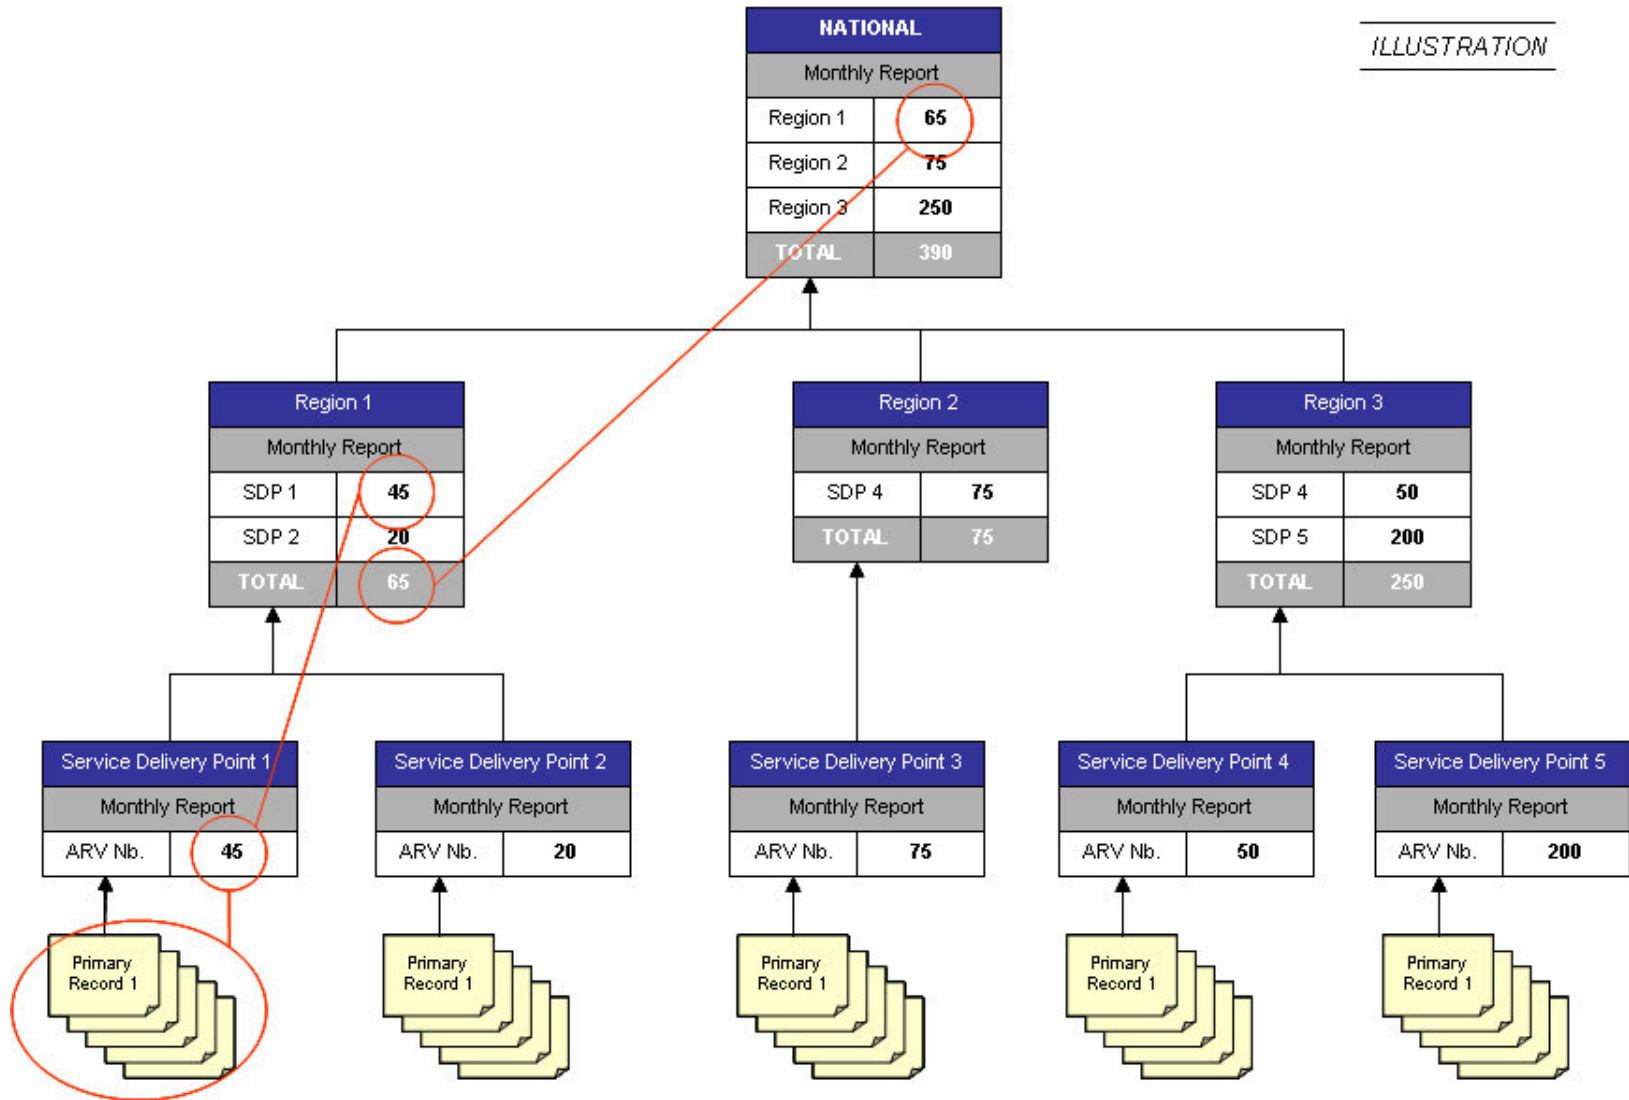 NATIONAL
ILLUSTRATION
Monthly Report
Region 1 65
Region 2 75
Region 3 250
TOTAL 390
Region 1
Monthly Report
SDP 1 45
SDP 2 20
TOTAL 65
Region 2
Monthly Report
SDP 4 75
TOTAL 75
Region 3
Monthly Report
SDP 4 50
SDP 5 200
TOTAL 250
Service Delivery Point 1
Monthly Report
ARV Nb. 45
Service Delivery Point 2
Monthly Report
ARV Nb. 20
Service Delivery Point 3
Monthly Report
ARV Nb. 75
Service Delivery Point 4
Monthly Report
ARV Nb. 50
Service Delivery Point 5
Monthly Report
ARV Nb. 200
Primary
Record 1
Primary
Record 1
Primary
Record 1
Primary
Record 1
Primary
Record 1